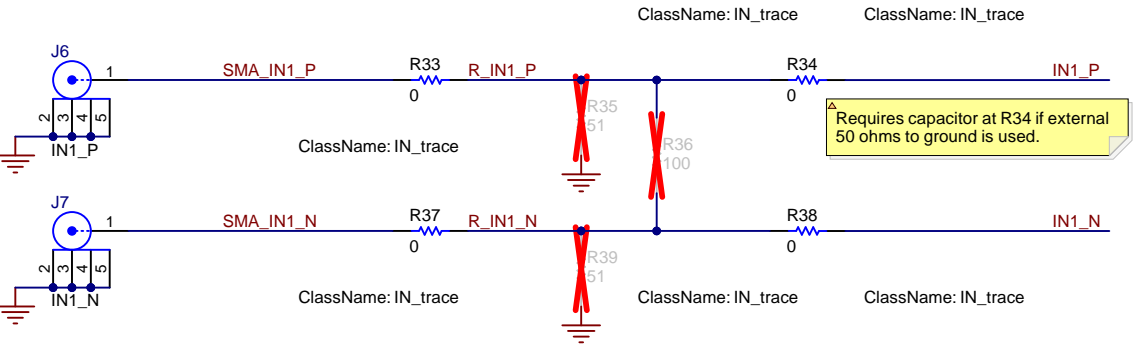 ClassName: IN_trace
ClassName: IN_trace
J6
1
SMA_IN1_P
R33
0
R_IN1_P
R34
0
IN1_P
2
3
4
5
IN1_P
R35
51
Requires capacitor at R34 if external
50 ohms to ground is used.
ClassName: IN_trace
R36
100
J7
1
SMA_IN1_N
R37
0
R_IN1_N
R38
0
IN1_N
2
3
4
5
IN1_N
R39
51
ClassName: IN_trace
ClassName: IN_trace
ClassName: IN_trace